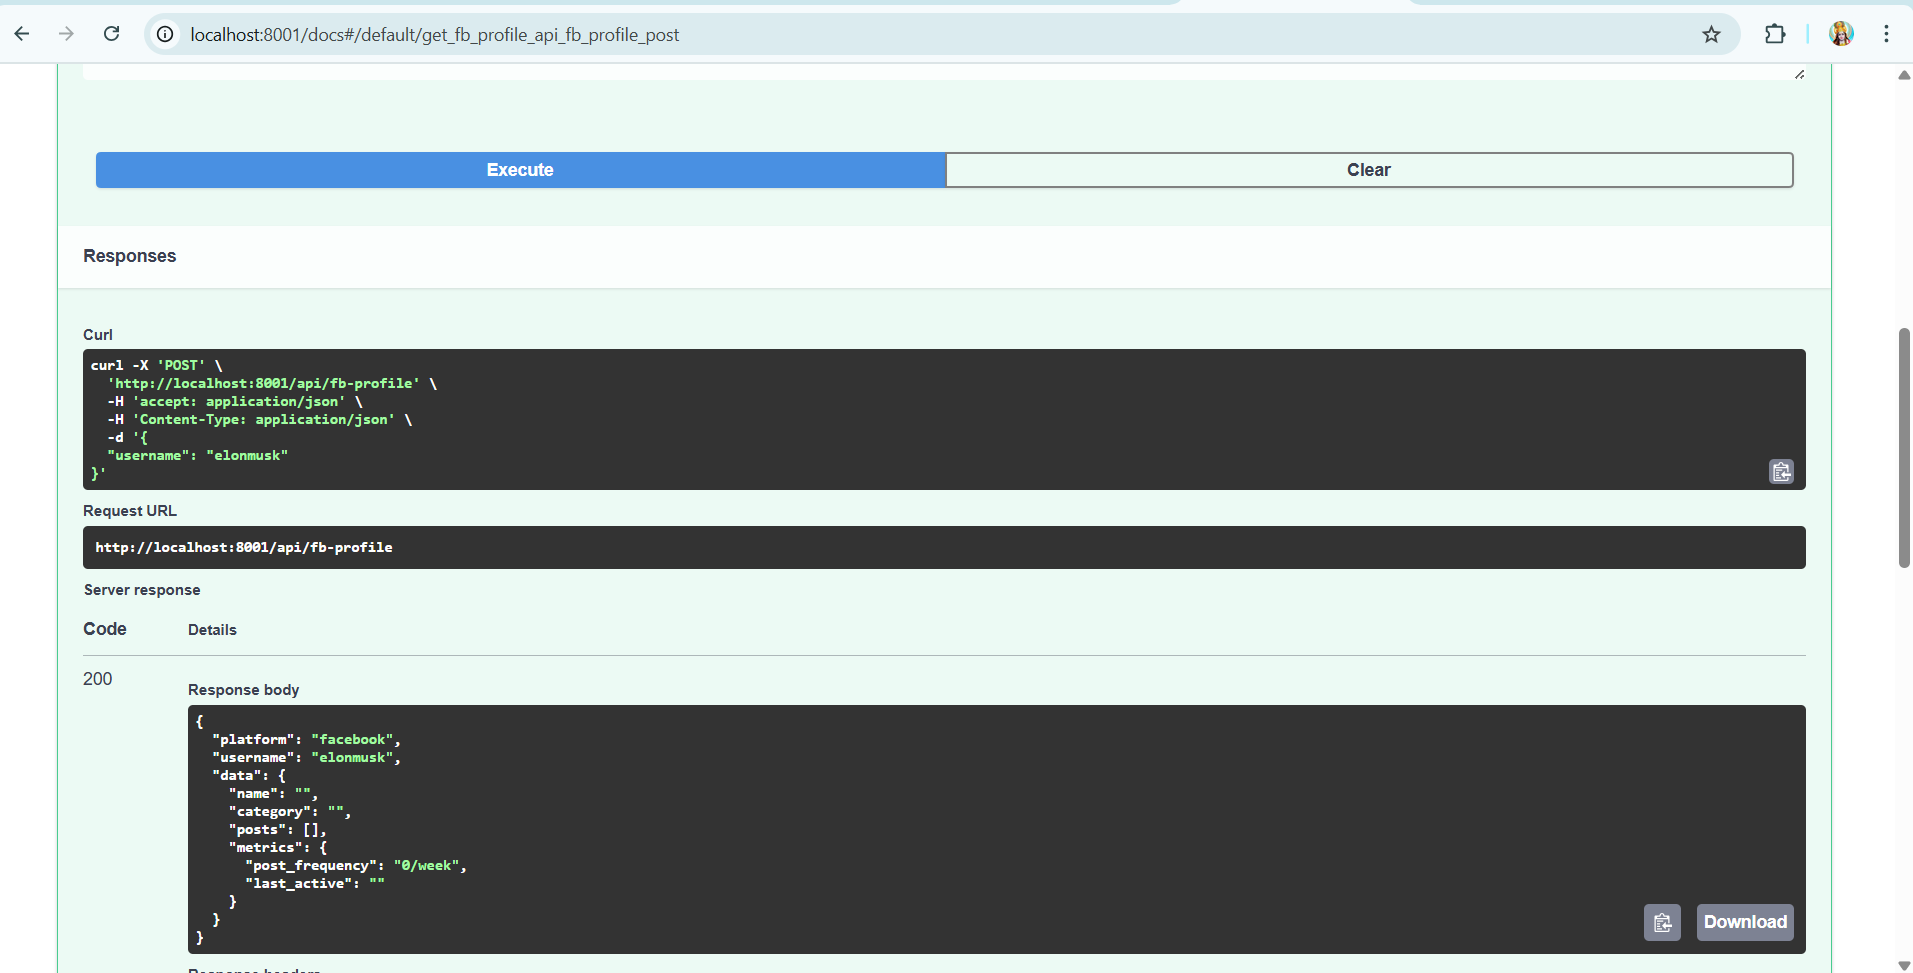 localhost:8001/docs#/default/get_fb_profile_api_fb_profile_post
Execute
Clear
Responses
Curl
curl -X 'POST' \
  'http://localhost:8001/api/fb-profile' \
  -H 'accept: application/json' \
  -H 'Content-Type: application/json' \
  -d '{
  "username": "elonmusk"
}'
Request URL
http://localhost:8001/api/fb-profile
Server response
Code Details
200
Response body
{
  "platform": "facebook",
  "username": "elonmusk",
  "data": {
    "name": "",
    "category": "",
    "posts": [],
    "metrics": {
      "post_frequency": "0/week",
      "last_active": ""
    }
  }
}
Download
Response headers